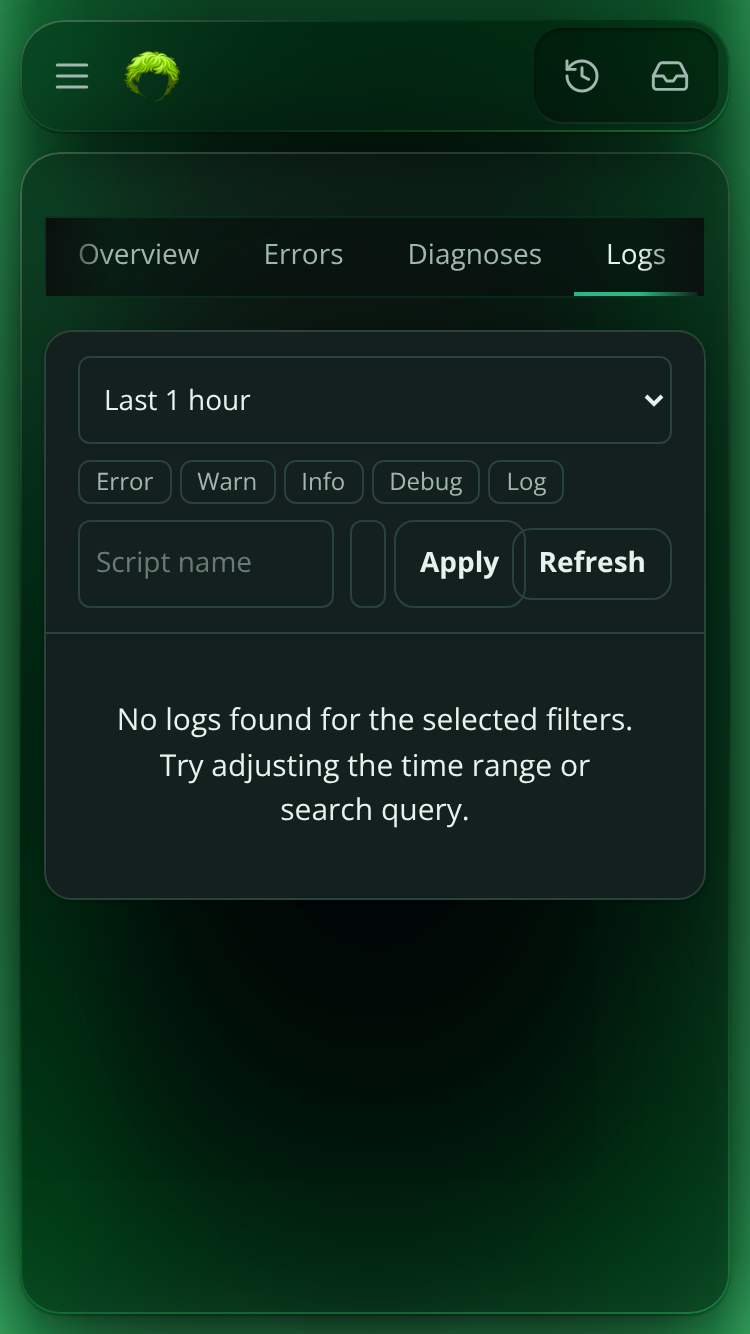 Overview Errors Diagnoses Logs
Last 1 hour
Error Warn Info Debug Log
Script name Apply Refresh
No logs found for the selected filters.
Try adjusting the time range or
search query.